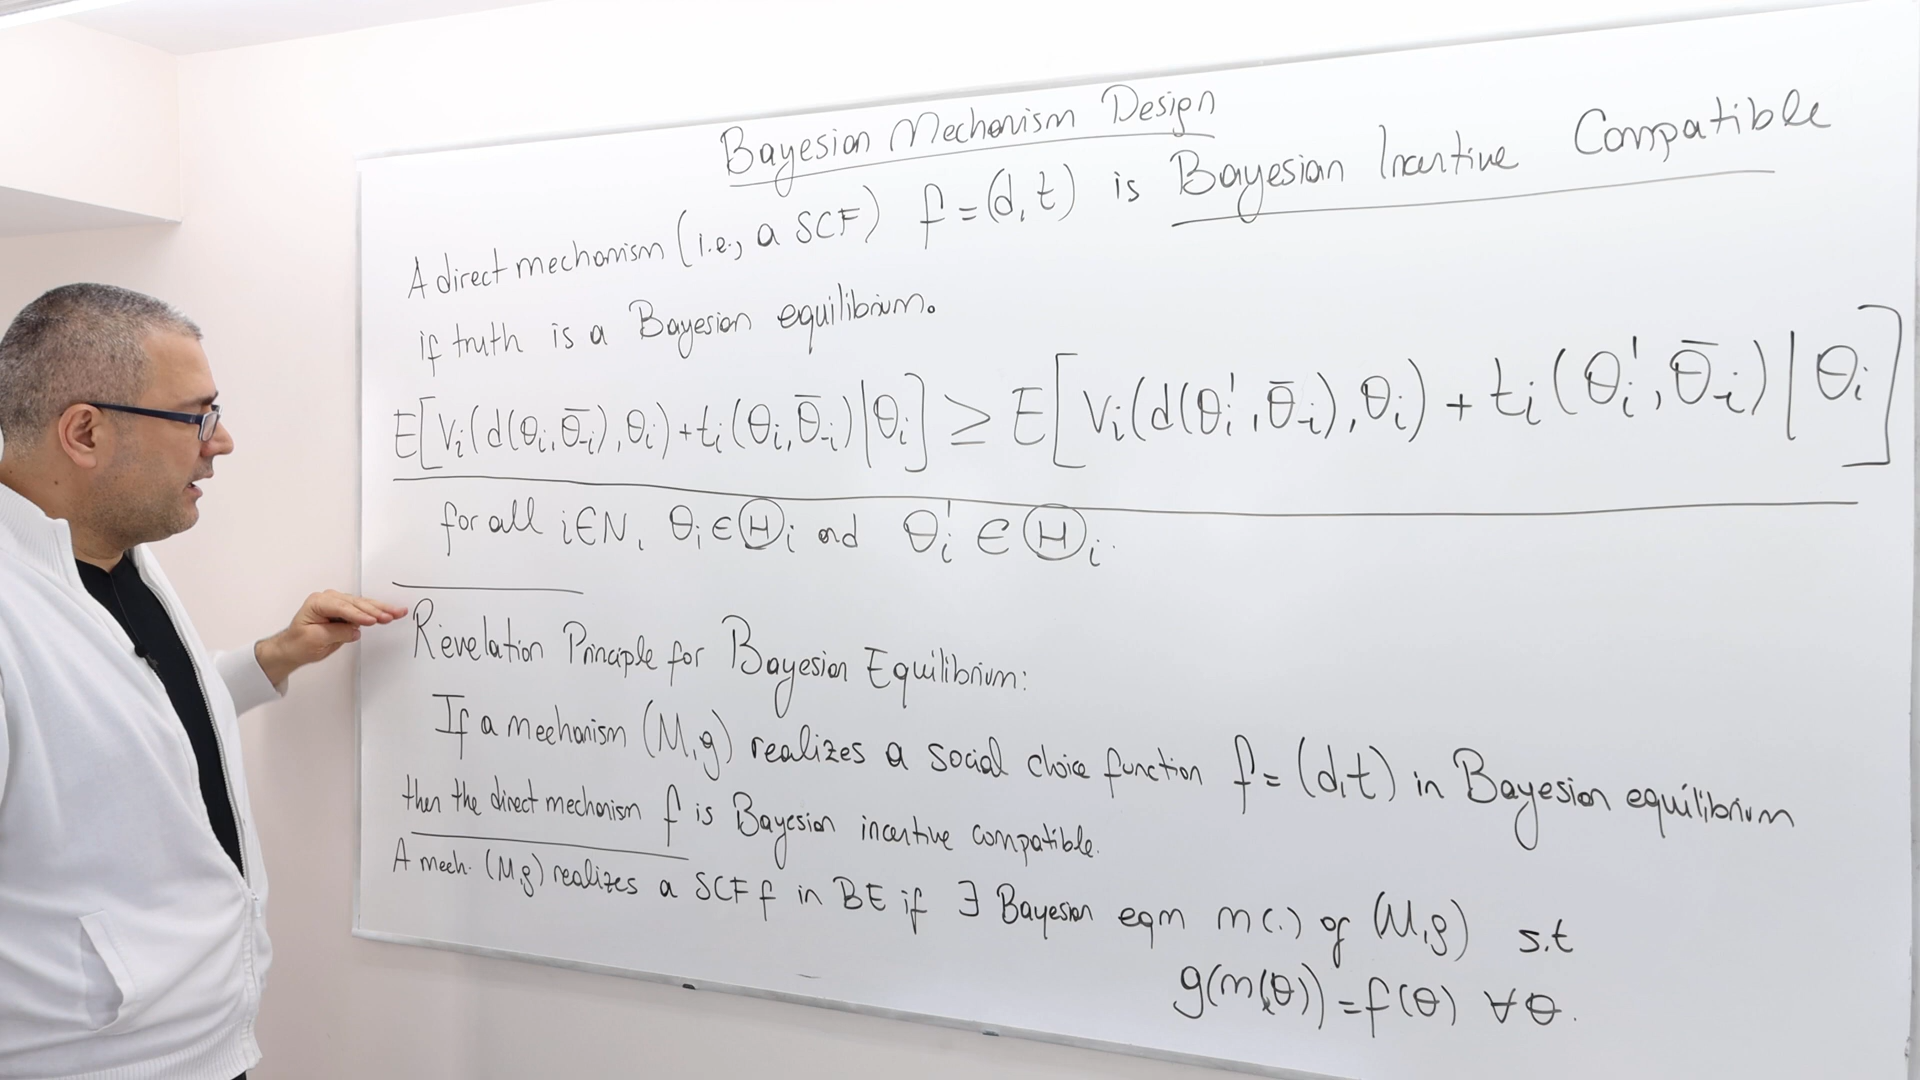 Bayesian Mechanism Design
A direct mechanism (i.e., a SCF) f = (d, t) is Bayesian Incentive Compatible
if truth is a Bayesian equilibrium.
E[vᵢ(d(θᵢ, θ̄₋ᵢ), θᵢ) + tᵢ(θᵢ, θ̄₋ᵢ) | θᵢ] ≥ E[vᵢ(d(θᵢ', θ̄₋ᵢ), θᵢ) + tᵢ(θᵢ', θ̄₋ᵢ) | θᵢ]
for all i∈N, θᵢ ∈ Θᵢ and θᵢ' ∈ Θᵢ.
Revelation Principle for Bayesian Equilibrium:
If a mechanism (M, g) realizes a social choice function f = (d, t) in Bayesian equilibrium
then the direct mechanism f is Bayesian incentive compatible.
A mech. (M, g) realizes a SCF f in BE if ∃ Bayesian eqm m(.) of (M, g) s.t
g(m(θ)) = f(θ) ∀θ.